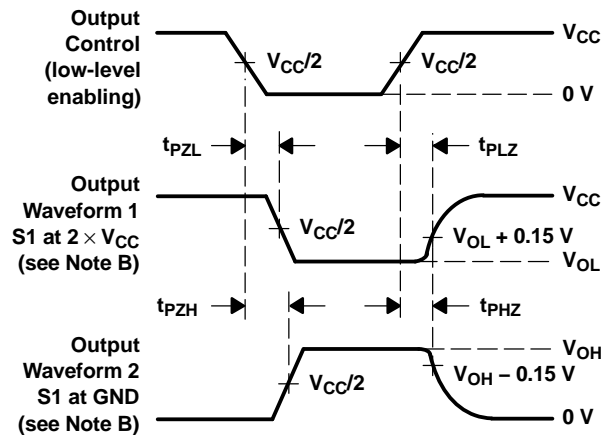 Output
Control
(low-level
enabling)
V_CC/2
V_CC/2
V_CC
0 V
t_PZL
t_PLZ
Output
Waveform 1
S1 at 2 × V_CC
(see Note B)
V_CC/2
V_CC
V_OL + 0.15 V
V_OL
t_PZH
t_PHZ
Output
Waveform 2
S1 at GND
(see Note B)
V_CC/2
V_OH
V_OH − 0.15 V
0 V